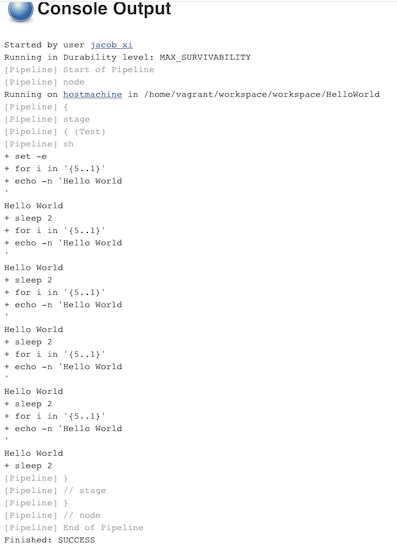 Console Output
Started by user jacob xi
Running in Durability level: MAX_SURVIVABILITY
[Pipeline] Start of Pipeline
[Pipeline] node
Running on hostmachine in /home/vagrant/workspace/workspace/HelloWorld
[Pipeline] {
[Pipeline] stage
[Pipeline] { (Test)
[Pipeline] sh
+ set -e
+ for i in '{5..1}'
+ echo -n 'Hello World
'
Hello World
+ sleep 2
+ for i in '{5..1}'
+ echo -n 'Hello World
'
Hello World
+ sleep 2
+ for i in '{5..1}'
+ echo -n 'Hello World
'
Hello World
+ sleep 2
+ for i in '{5..1}'
+ echo -n 'Hello World
'
Hello World
+ sleep 2
+ for i in '{5..1}'
+ echo -n 'Hello World
'
Hello World
+ sleep 2
[Pipeline] }
[Pipeline] // stage
[Pipeline] }
[Pipeline] // node
[Pipeline] End of Pipeline
Finished: SUCCESS